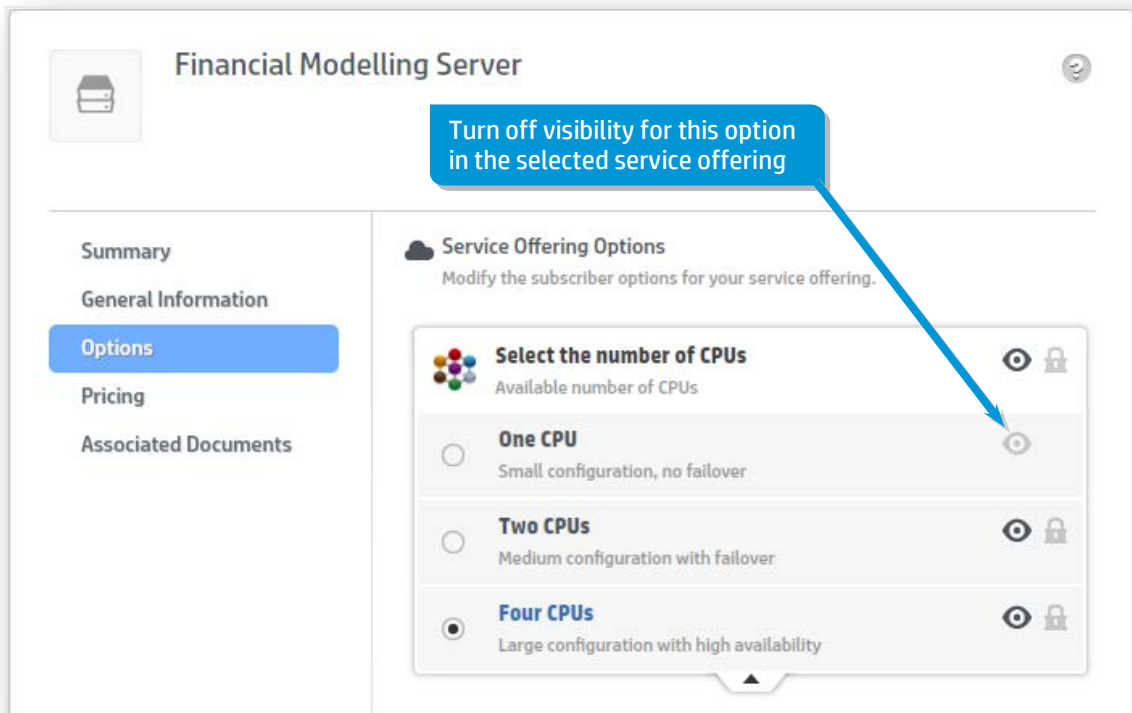 Financial Modelling Server
?
Turn off visibility for this option
in the selected service offering
Summary
General Information
Options
Pricing
Associated Documents
Service Offering Options
Modify the subscriber options for your service offering.
Select the number of CPUs
Available number of CPUs
One CPU
Small configuration, no failover
Two CPUs
Medium configuration with failover
Four CPUs
Large configuration with high availability